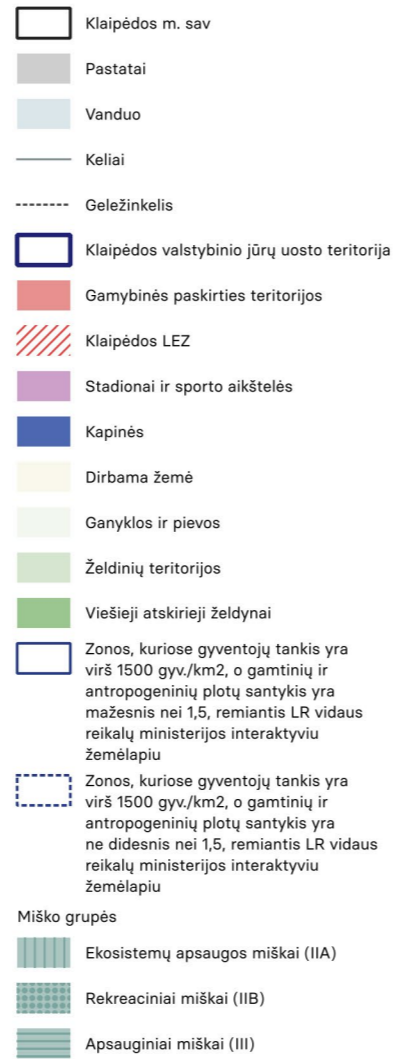 Klaipėdos m. sav
Pastatai
Vanduo
Keliai
Geležinkelis
Klaipėdos valstybinio jūrų uosto teritorija
Gamybinės paskirties teritorijos
Klaipėdos LEZ
Stadionai ir sporto aikštelės
Kapinės
Dirbama žemė
Ganyklos ir pievos
Želdinių teritorijos
Viešieji atskirieji želdynai
Zonos, kuriose gyventojų tankis yra
virš 1500 gyv./km2, o gamtinių ir
antropogeninių plotų santykis yra
mažesnis nei 1,5, remiantis LR vidaus
reikalų ministerijos interaktyviu
žemėlapiu
Zonos, kuriose gyventojų tankis yra
virš 1500 gyv./km2, o gamtinių ir
antropogeninių plotų santykis yra
ne didesnis nei 1,5, remiantis LR vidaus
reikalų ministerijos interaktyviu
žemėlapiu
Miško grupės
Ekosistemų apsaugos miškai (IIA)
Rekreaciniai miškai (IIB)
Apsauginiai miškai (III)